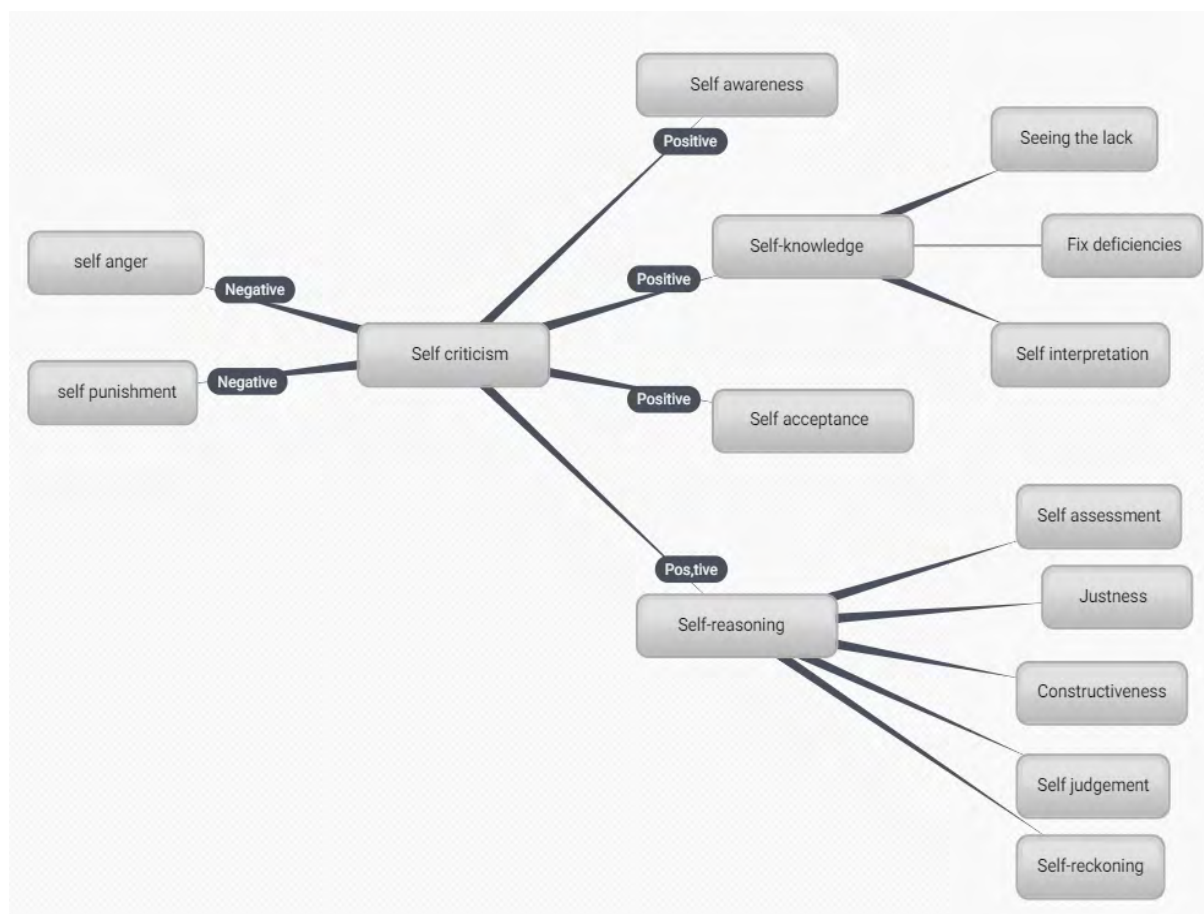 Self awareness
Positive
Seeing the lack
Self-knowledge
Fix deficiencies
self anger
Positive
Negative
Self criticism
Self interpretation
self punishment
Negative
Positive
Self acceptance
Self assessment
Pos,tive
Justness
Self-reasoning
Constructiveness
Self judgement
Self-reckoning